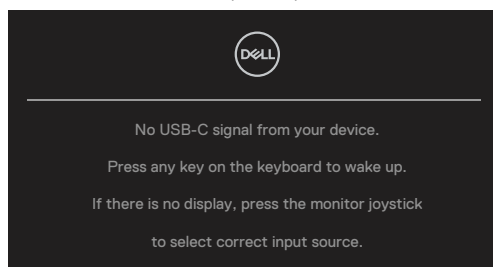 DELL
No USB-C signal from your device.
Press any key on the keyboard to wake up.
If there is no display, press the monitor joystick
to select correct input source.